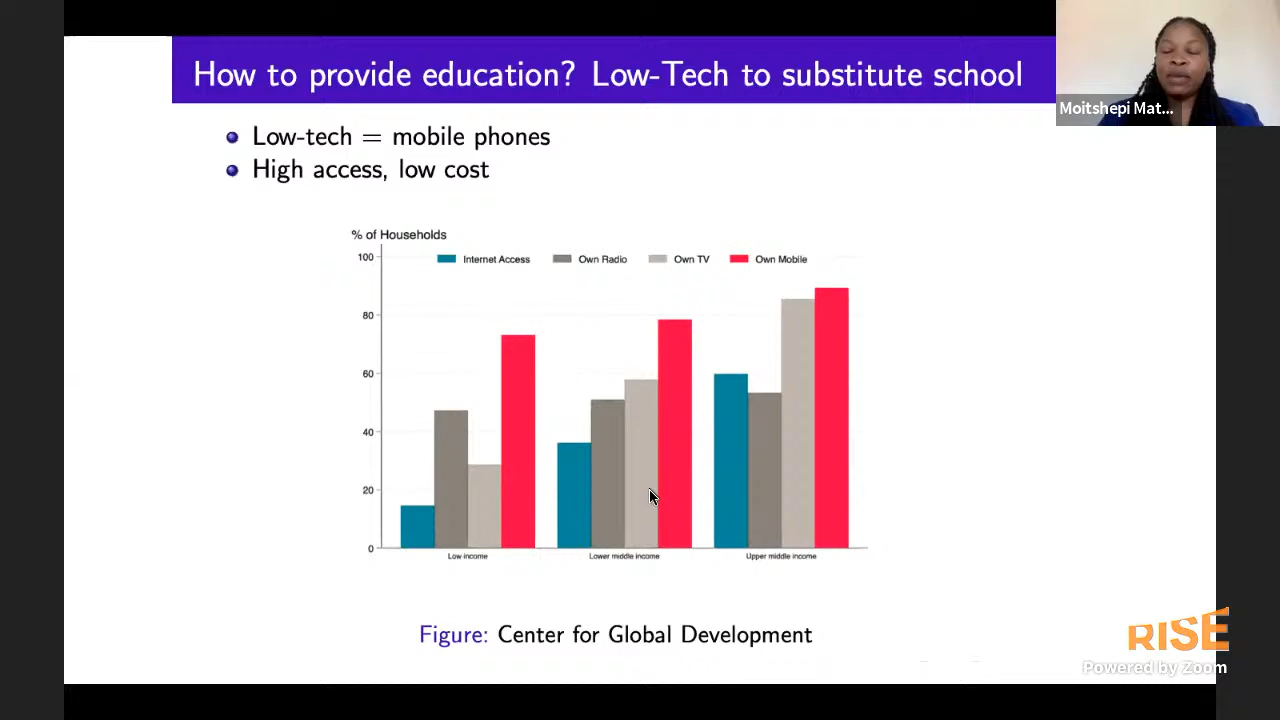 How to provide education? Low-Tech to substitute school
Moitshepi Mat...
Low-tech = mobile phones
High access, low cost
% of Households
Internet Access Own Radio Own TV Own Mobile
100
80
60
40
20
0
Low income Lower middle income Upper middle income
Figure: Center for Global Development
RISE
Powered by Zoom